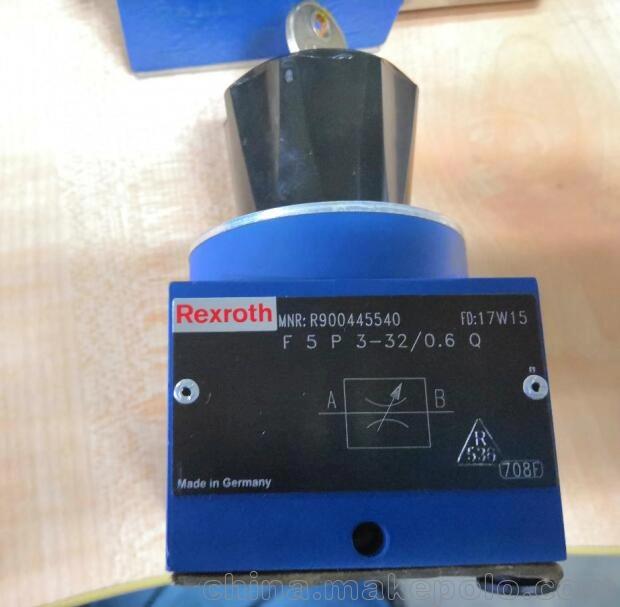 Rexroth MNR: R900445540 FD: 17W15
F 5 P 3-32/0.6 Q
A B
R
536
708F
Made in Germany
china.makepolo.co